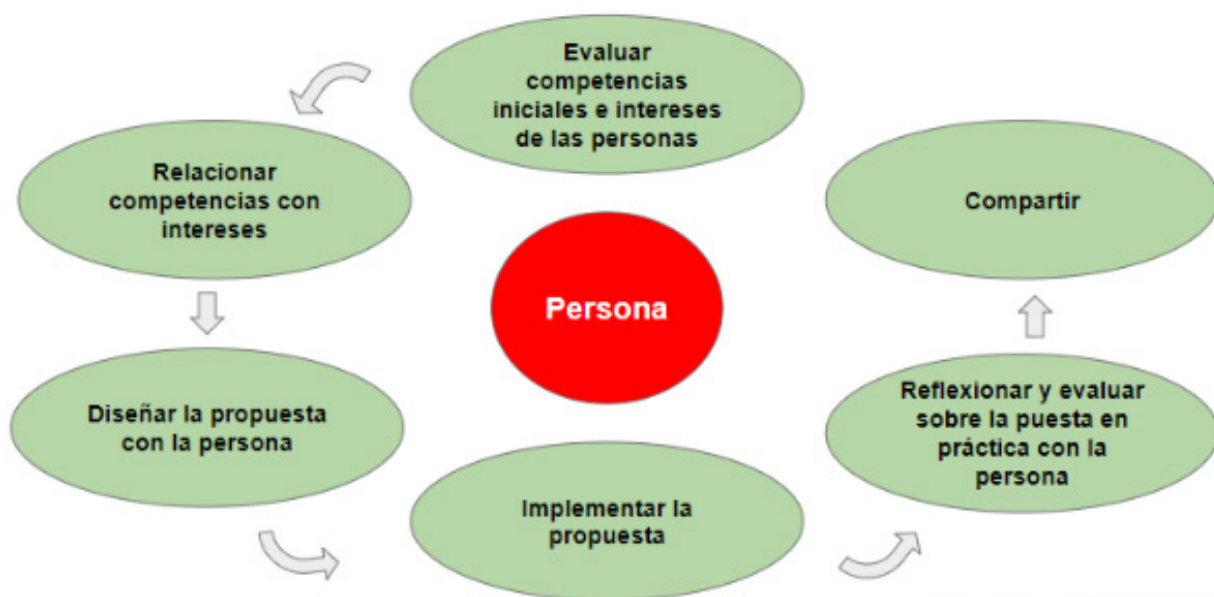 Evaluar
competencias
iniciales e intereses
de las personas
Relacionar
competencias con
intereses
Diseñar la propuesta
con la persona
Implementar la
propuesta
Reflexionar y evaluar
sobre la puesta en
práctica con la
persona
Compartir
Persona